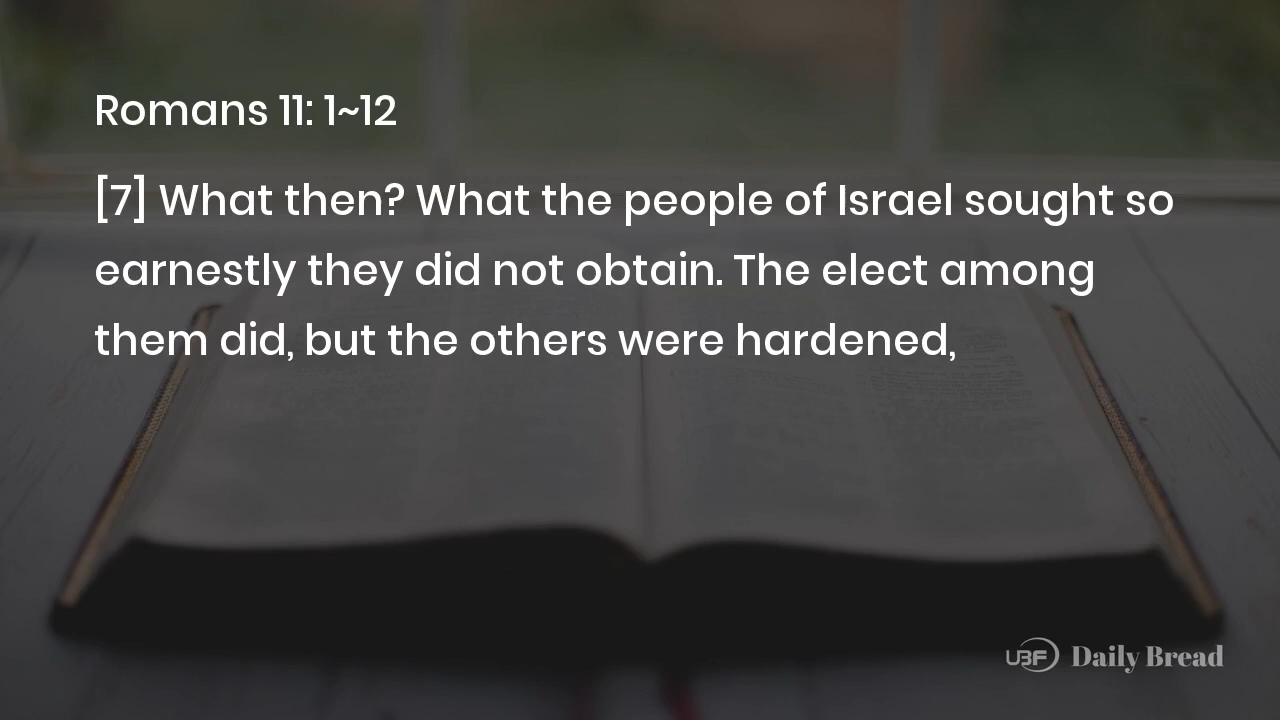 Romans 11: 1~12
[7] What then? What the people of Israel sought so
earnestly they did not obtain. The elect among
them did, but the others were hardened,
UBF Daily Bread